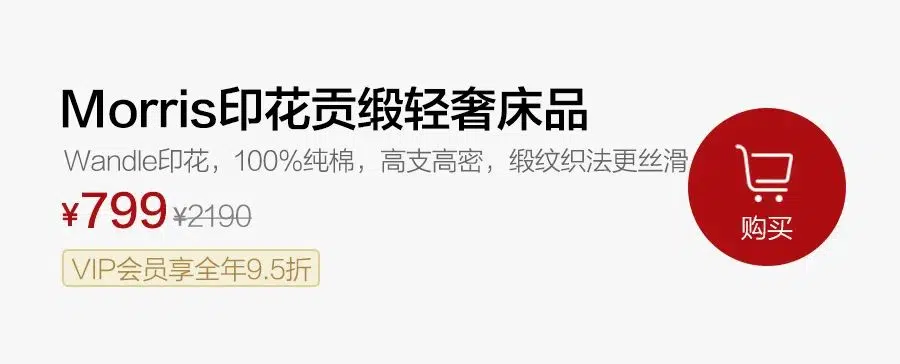 Morris印花贡缎轻奢床品
Wandle印花，100%纯棉，高支高密，缎纹织法更丝滑
¥799 ¥2190
VIP会员享全年9.5折
购买